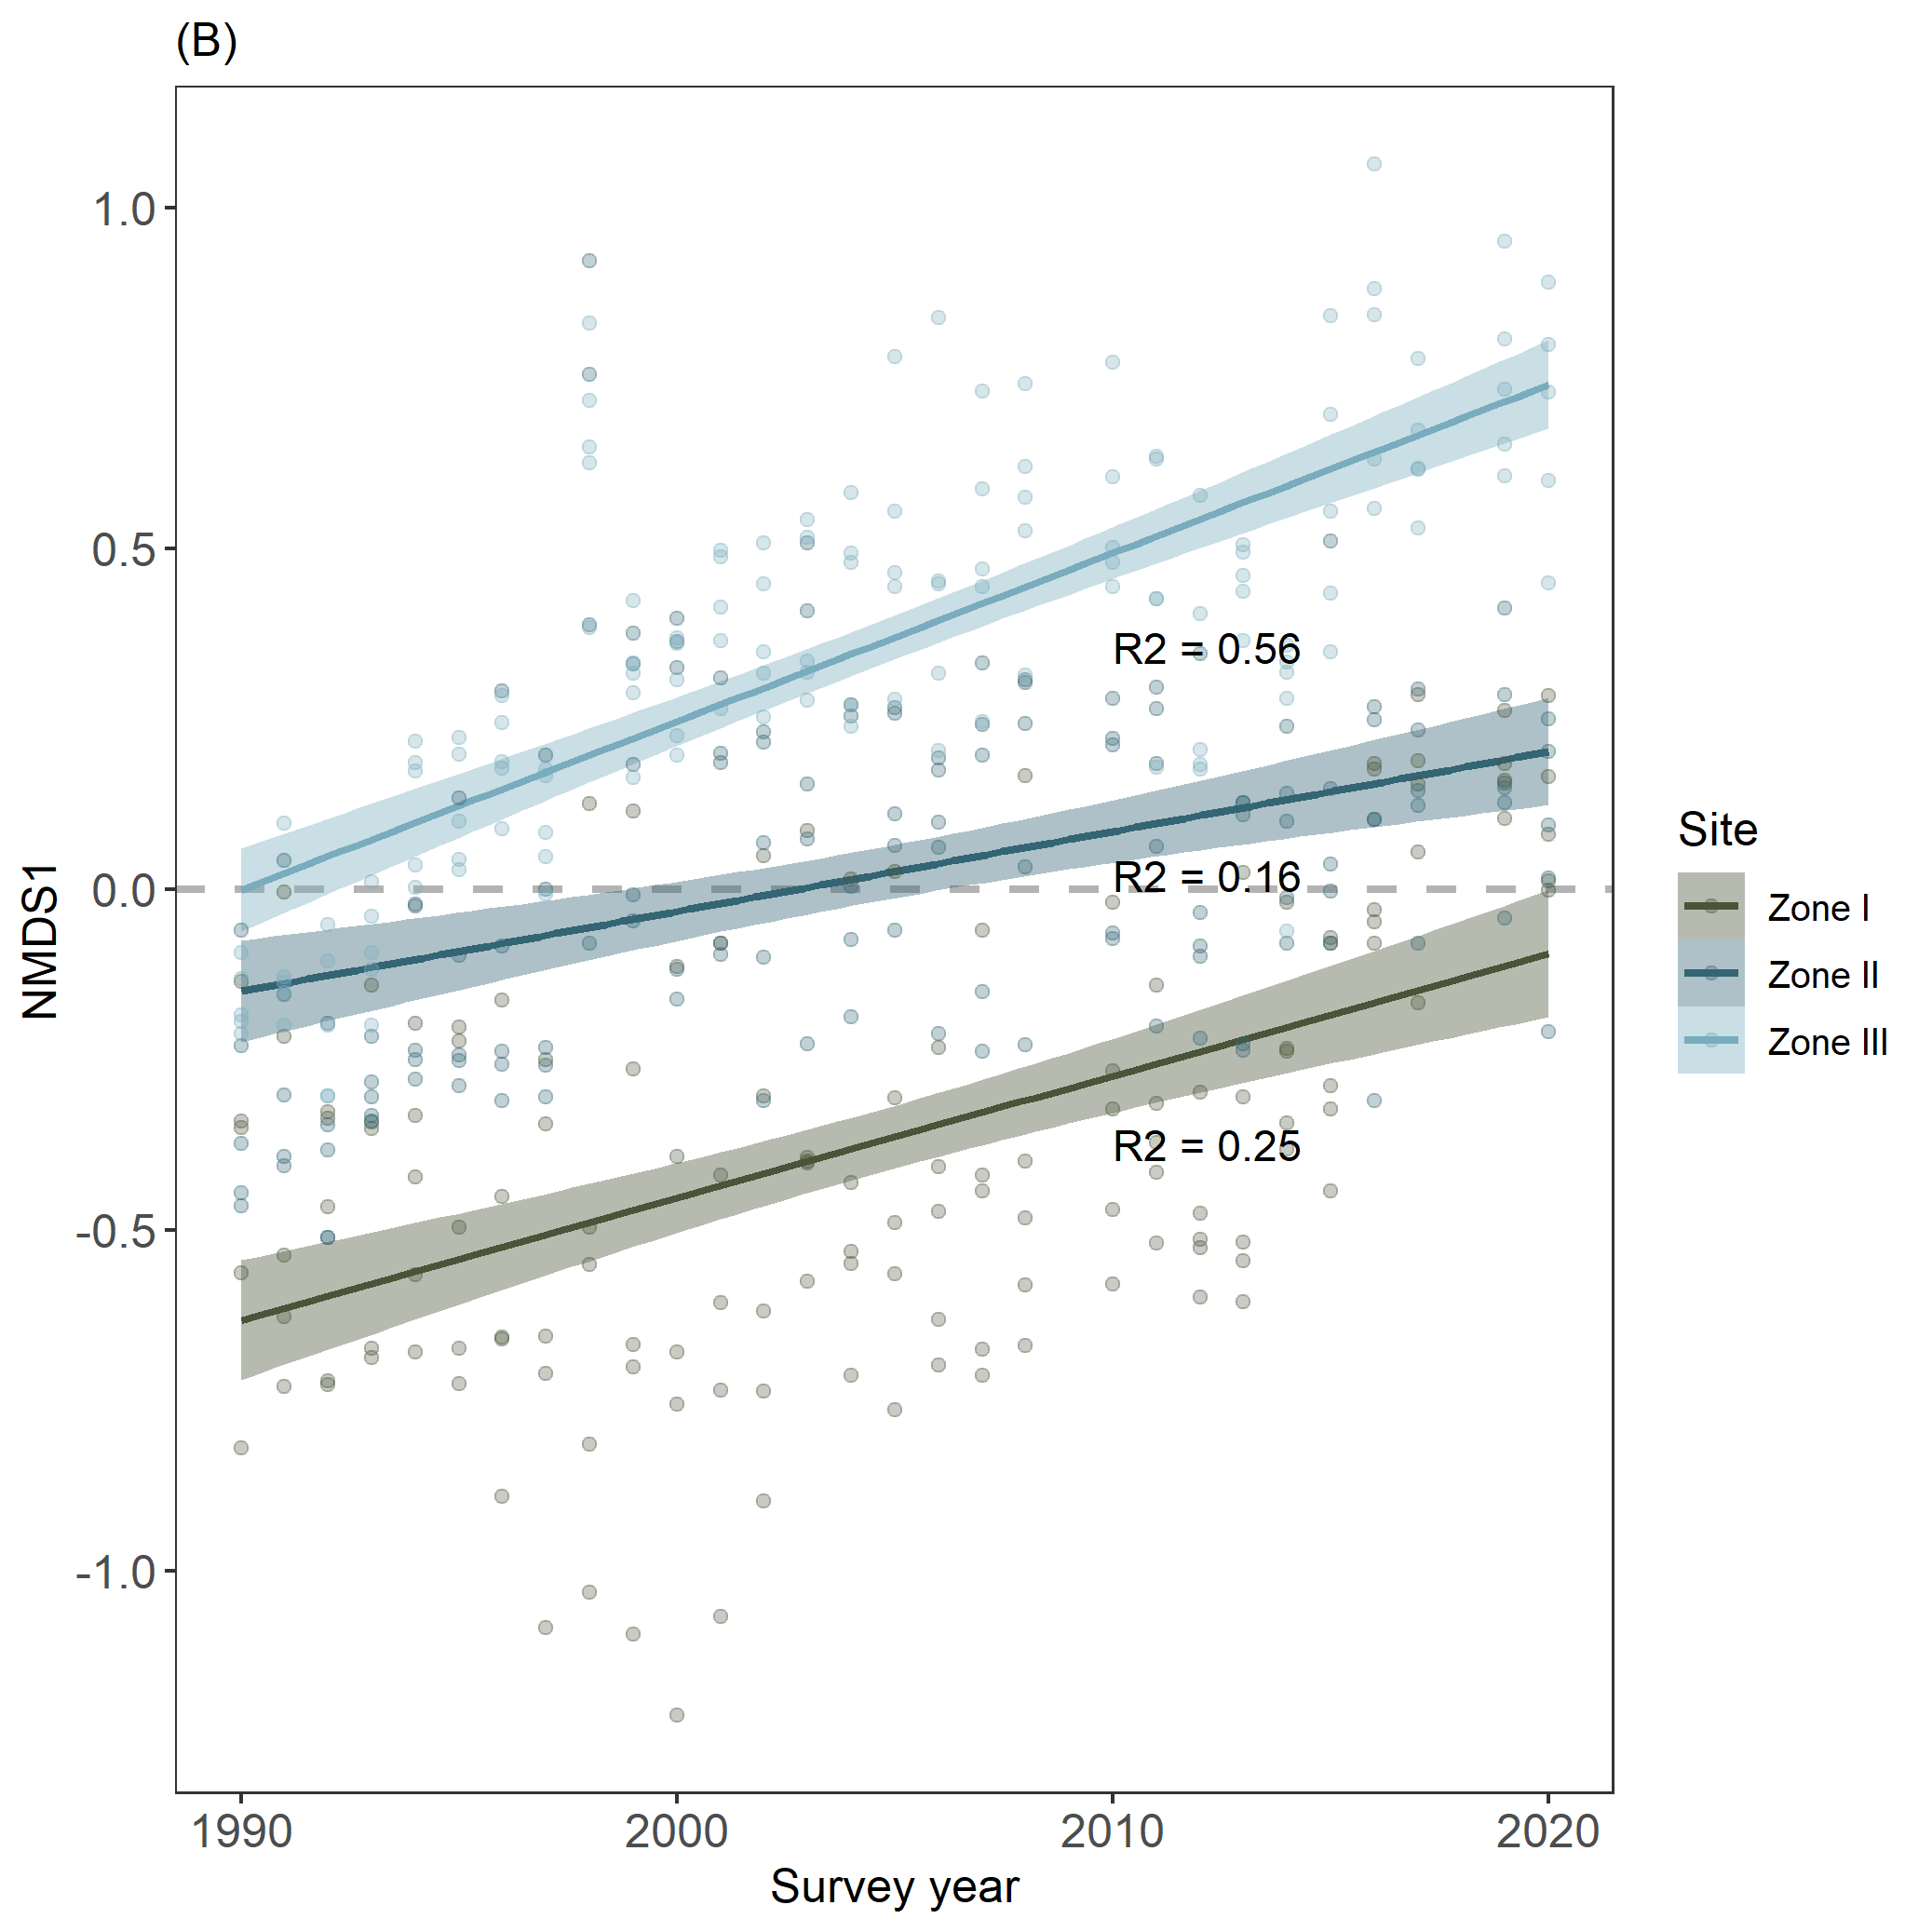 (B)
1.0
0.5
0.0
-0.5
-1.0
NMDS1
R2 = 0.56
R2 = 0.16
R2 = 0.25
1990
2000
2010
2020
Survey year
Site
Zone I
Zone II
Zone III